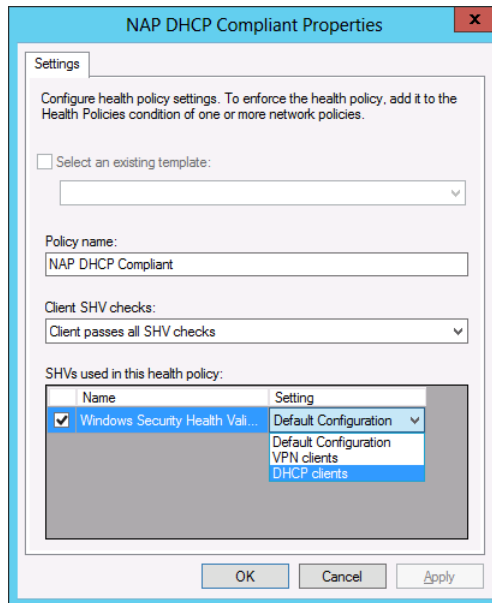 NAP DHCP Compliant Properties
x
Settings
Configure health policy settings. To enforce the health policy, add it to the
Health Policies condition of one or more network policies.
Select an existing template:
Policy name:
NAP DHCP Compliant
Client SHV checks:
Client passes all SHV checks
SHVs used in this health policy:
Name Setting
Windows Security Health Vali... Default Configuration
Default Configuration
VPN clients
DHCP clients
OK Cancel Apply